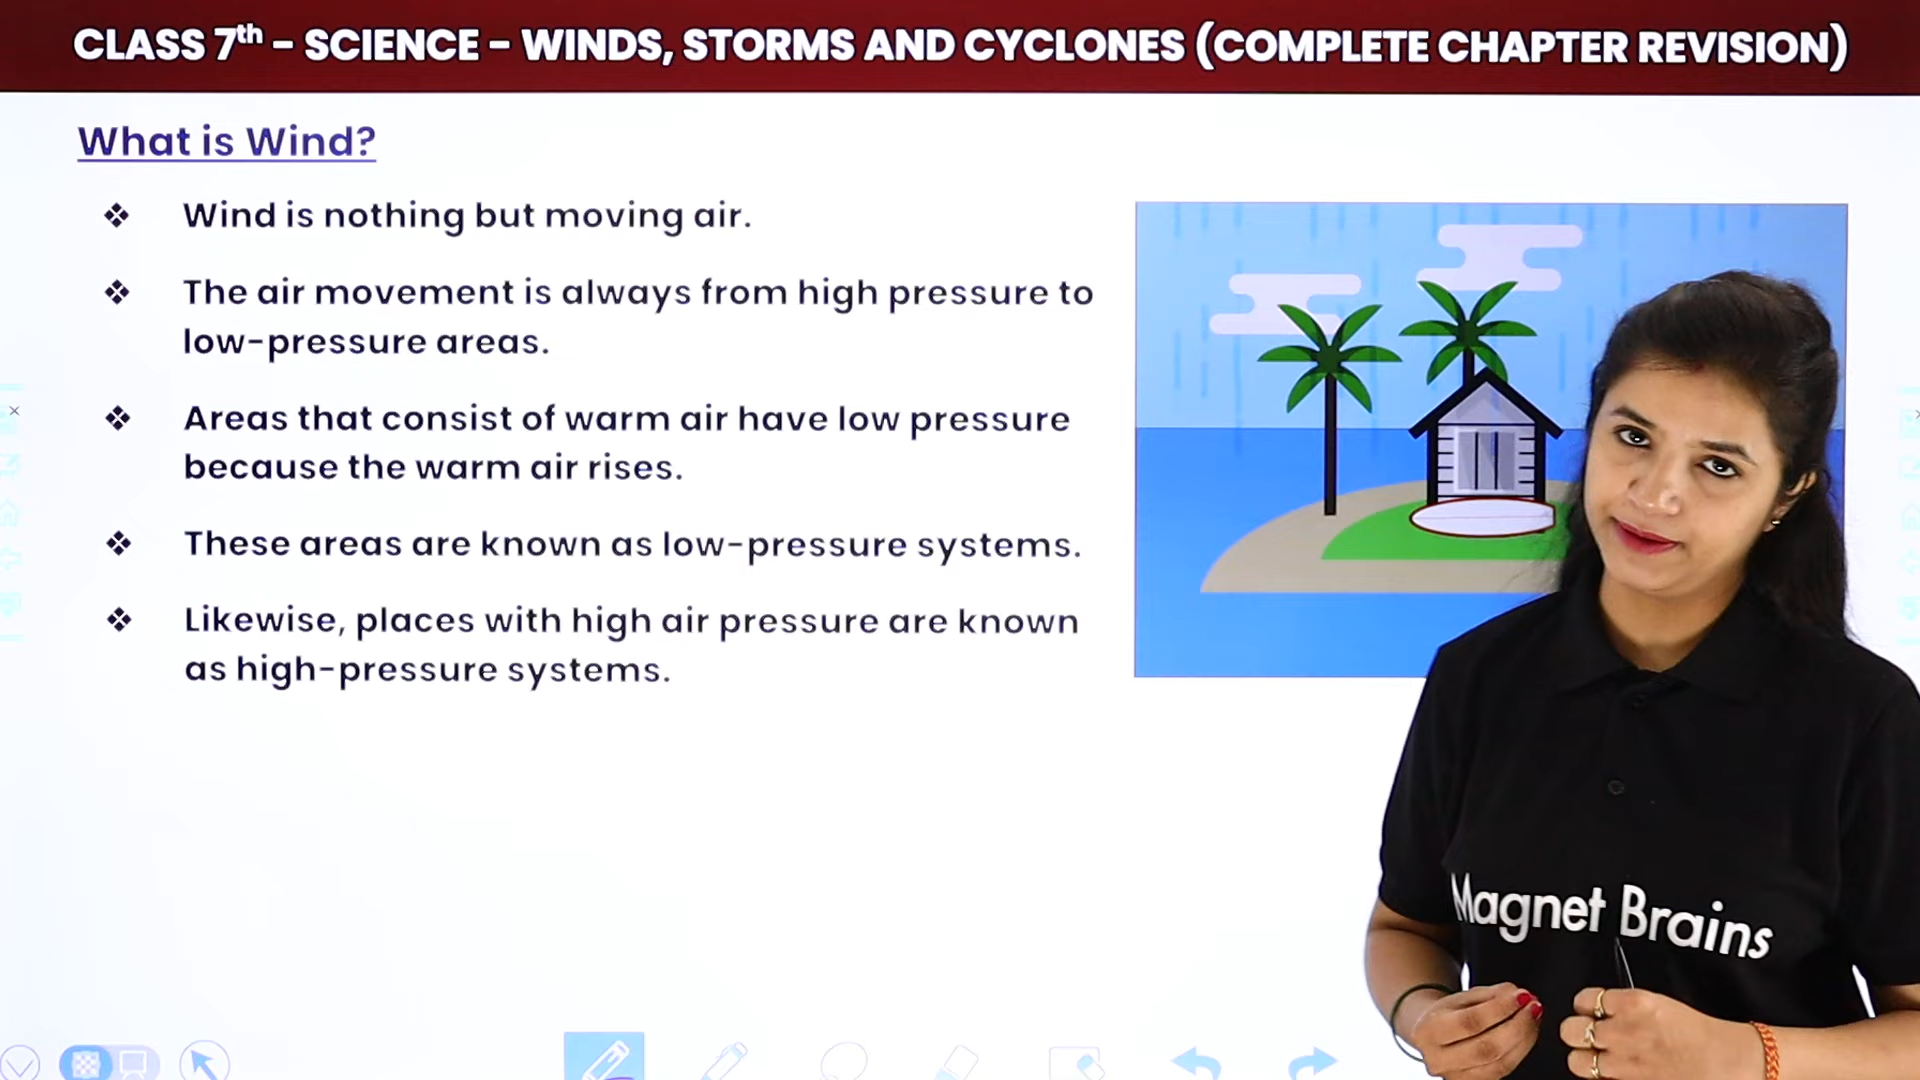 CLASS 7th - SCIENCE - WINDS, STORMS AND CYCLONES (COMPLETE CHAPTER REVISION)
What is Wind?
❖ Wind is nothing but moving air.
❖ The air movement is always from high pressure to
low-pressure areas.
❖ Areas that consist of warm air have low pressure
because the warm air rises.
❖ These areas are known as low-pressure systems.
❖ Likewise, places with high air pressure are known
as high-pressure systems.
Magnet Brains